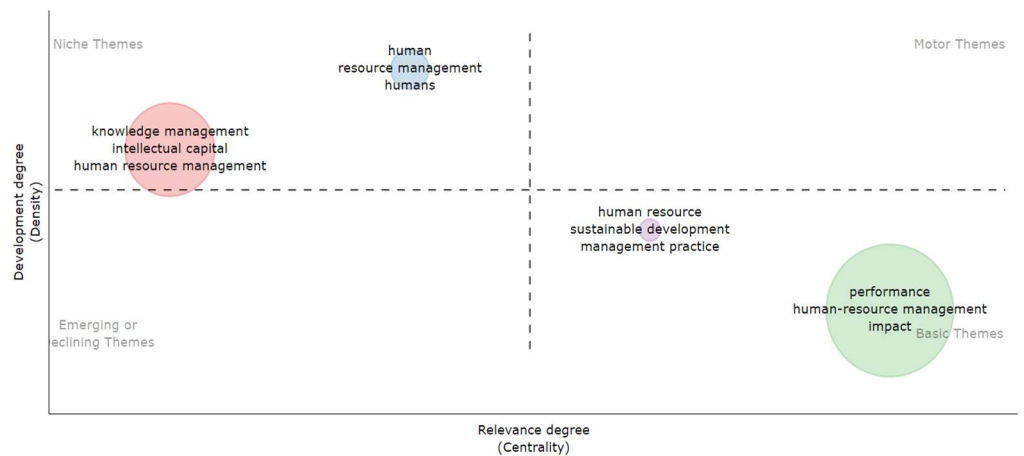 Niche Themes
Motor Themes
human
resource management
humans
knowledge management
intellectual capital
human resource management
human resource
sustainable development
management practice
performance
human-resource management
impact
Basic Themes
Emerging or
eclining Themes
Development degree
(Density)
Relevance degree
(Centrality)